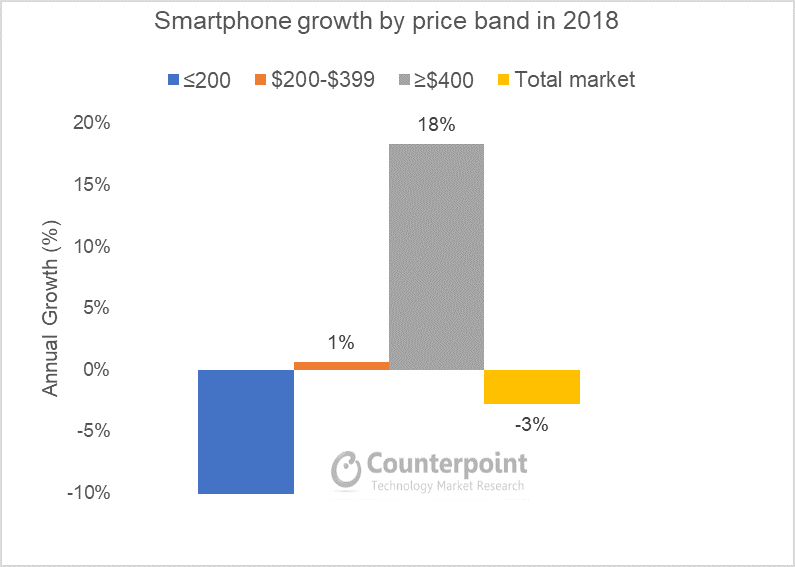 Smartphone growth by price band in 2018
≤200 $200-$399 ≥$400 Total market
20%
18%
15%
10%
5%
1%
0%
-3%
-5%
-10%
Annual Growth (%)
Counterpoint
Technology Market Research